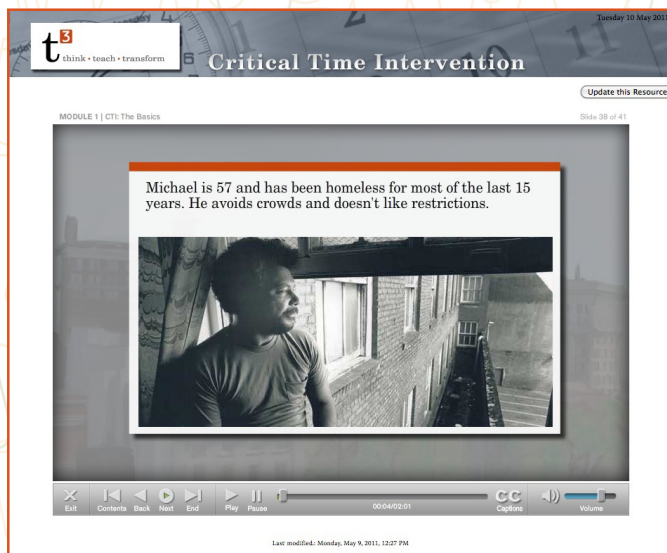 Tuesday 10 May 2011
t3
think • teach • transform
Critical Time Intervention
Update this Resource
MODULE 1 | CTI: The Basics
Slide 38 of 41
Michael is 57 and has been homeless for most of the last 15
years. He avoids crowds and doesn't like restrictions.
Exit
Contents
Back
Next
End
Play
Pause
00:04/02:01
CC
Captions
Volume
Last modified: Monday, May 9, 2011, 12:27 PM